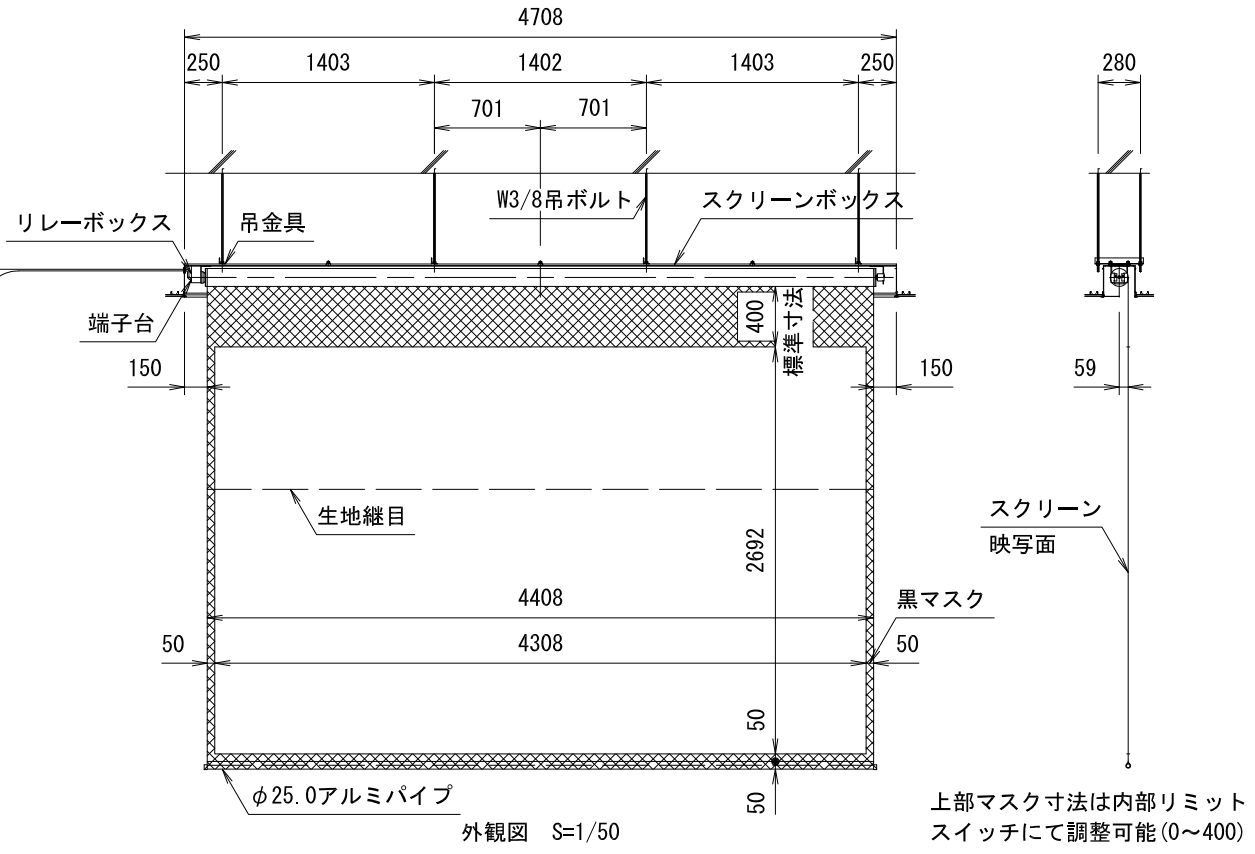 4708
250
1403
1402
1403
250
280
701
701
W3/8吊ボルト
スクリーンボックス
リレーボックス
吊金具
端子台
400
標準寸法
150
150
59
生地継目
2692
スクリーン
映写面
4408
黒マスク
50
4308
50
50
φ25.0アルミパイプ
50
外観図 S=1/50
上部マスク寸法は内部リミット
スイッチにて調整可能(0～400)